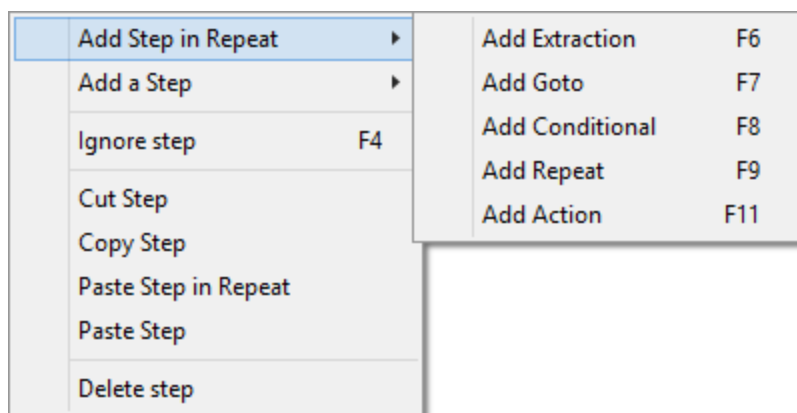 Add Step in Repeat
Add a Step
Ignore step F4
Cut Step
Copy Step
Paste Step in Repeat
Paste Step
Delete step
Add Extraction F6
Add Goto F7
Add Conditional F8
Add Repeat F9
Add Action F11